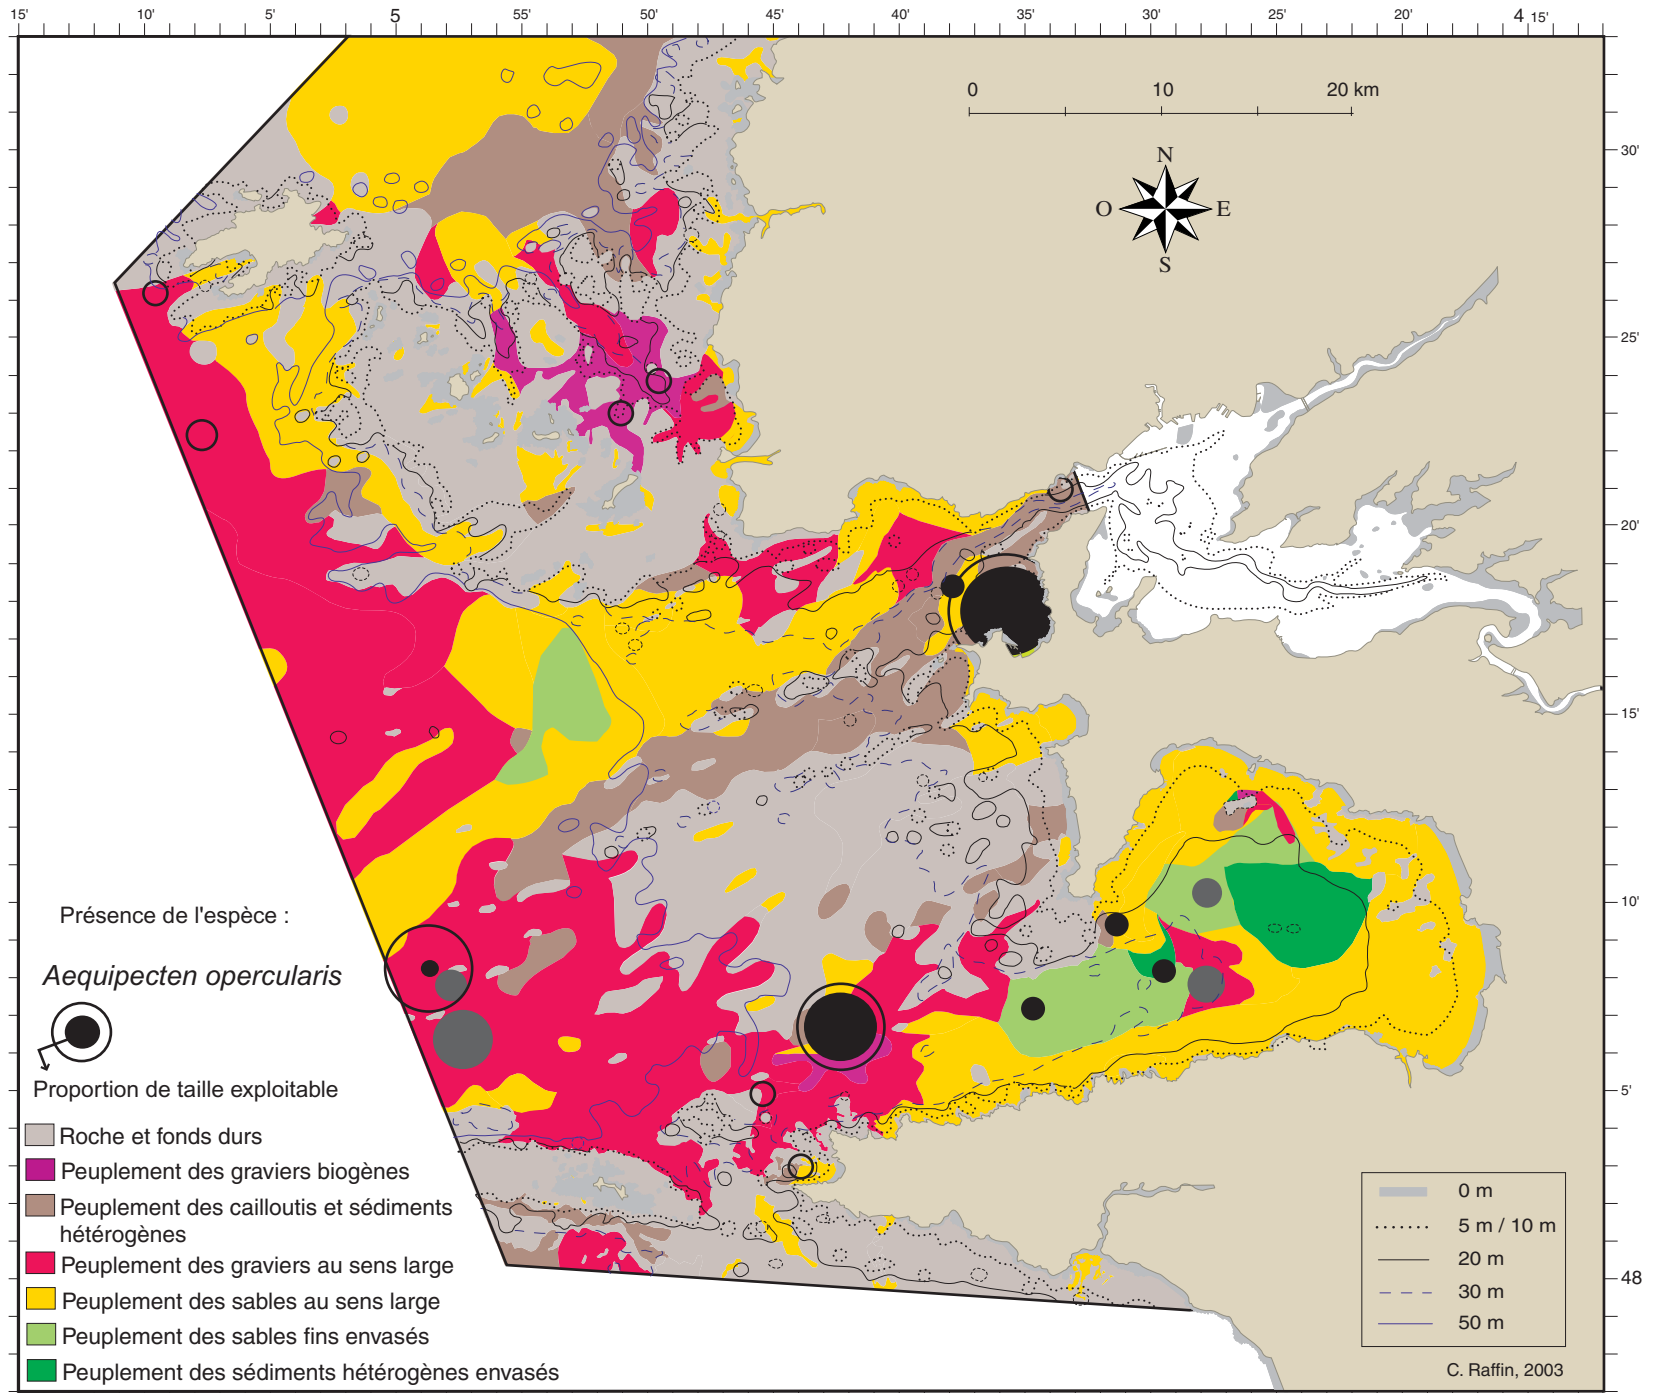 15' 10' 5' 5 55' 50' 45' 40' 35' 30' 25' 20' 4 15'
0 10 20 km
N
O E
S
30'
25'
20'
15'
10'
5'
48
Présence de l'espèce :
Aequipecten opercularis
Proportion de taille exploitable
Roche et fonds durs
Peuplement des graviers biogènes
Peuplement des cailloutis et sédiments
hétérogènes
Peuplement des graviers au sens large
Peuplement des sables au sens large
Peuplement des sables fins envasés
Peuplement des sédiments hétérogènes envasés
0 m
5 m / 10 m
20 m
30 m
50 m
C. Raffin, 2003